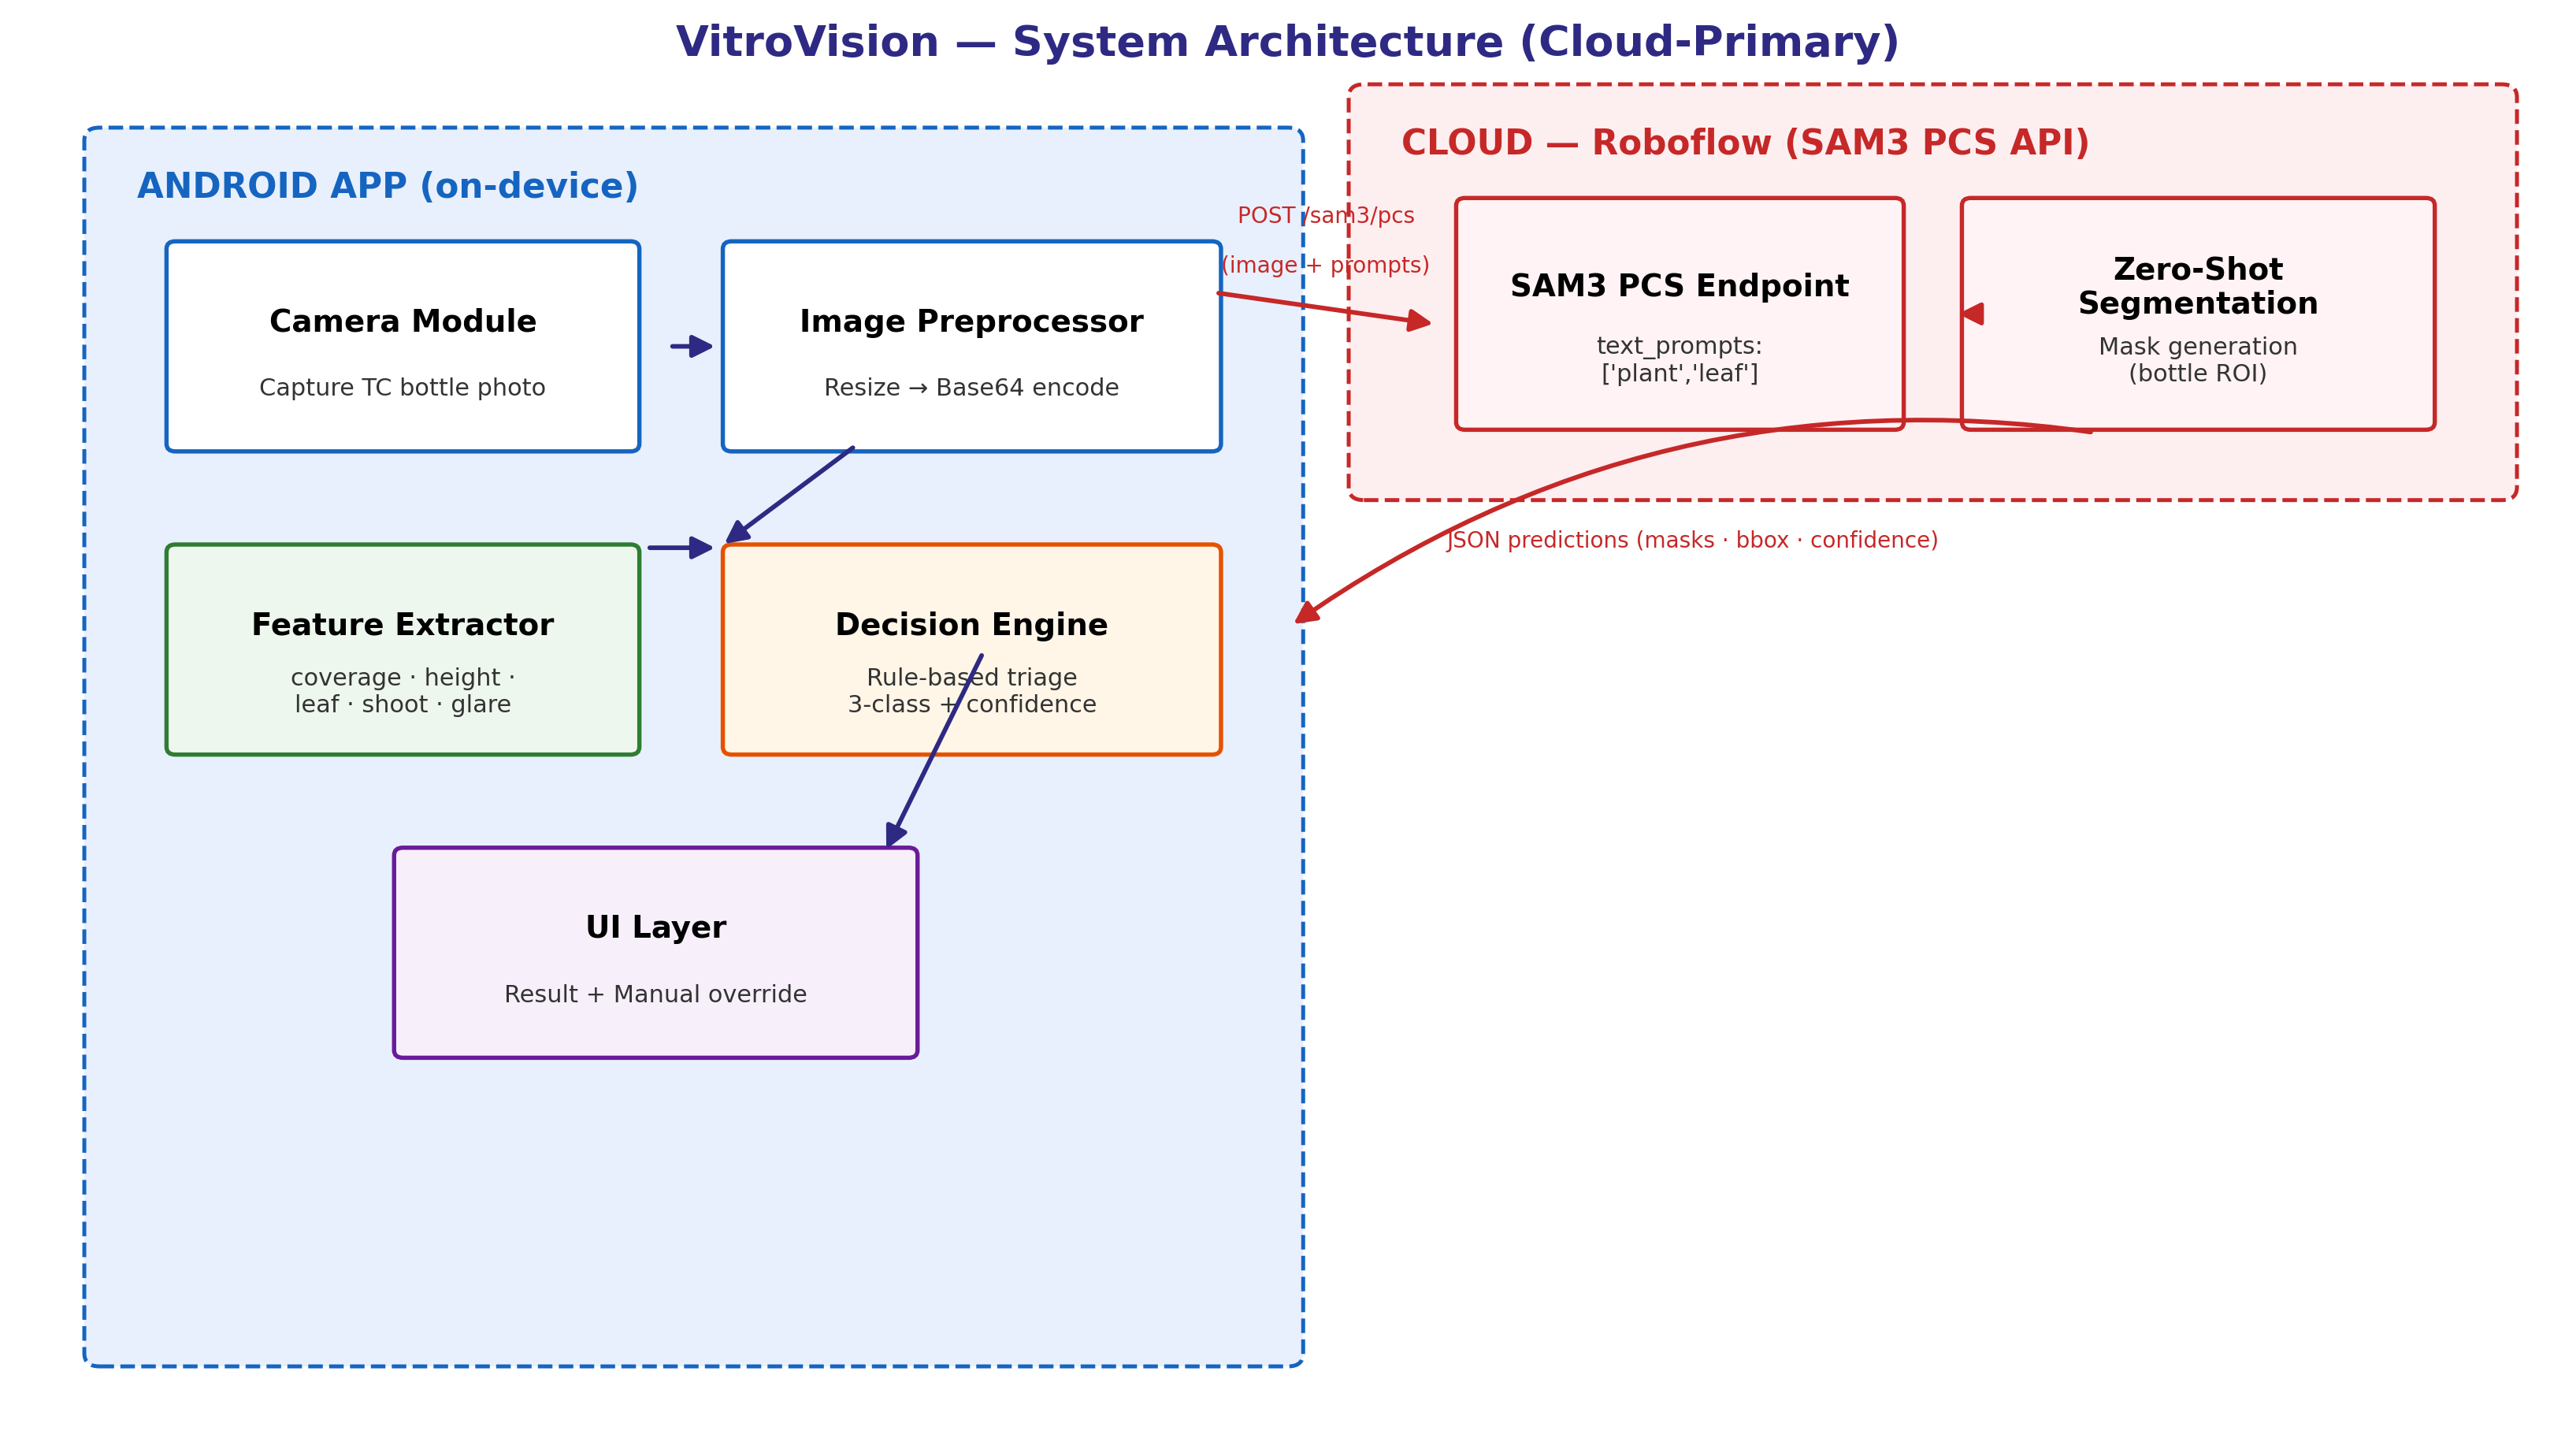 VitroVision — System Architecture (Cloud-Primary)
ANDROID APP (on-device)
Camera Module
Capture TC bottle photo
Image Preprocessor
Resize → Base64 encode
POST /sam3/pcs
(image + prompts)
CLOUD — Roboflow (SAM3 PCS API)
SAM3 PCS Endpoint
text_prompts:
['plant','leaf']
Zero-Shot
Segmentation
Mask generation
(bottle ROI)
JSON predictions (masks · bbox · confidence)
Feature Extractor
coverage · height ·
leaf · shoot · glare
Decision Engine
Rule-based triage
3-class + confidence
UI Layer
Result + Manual override